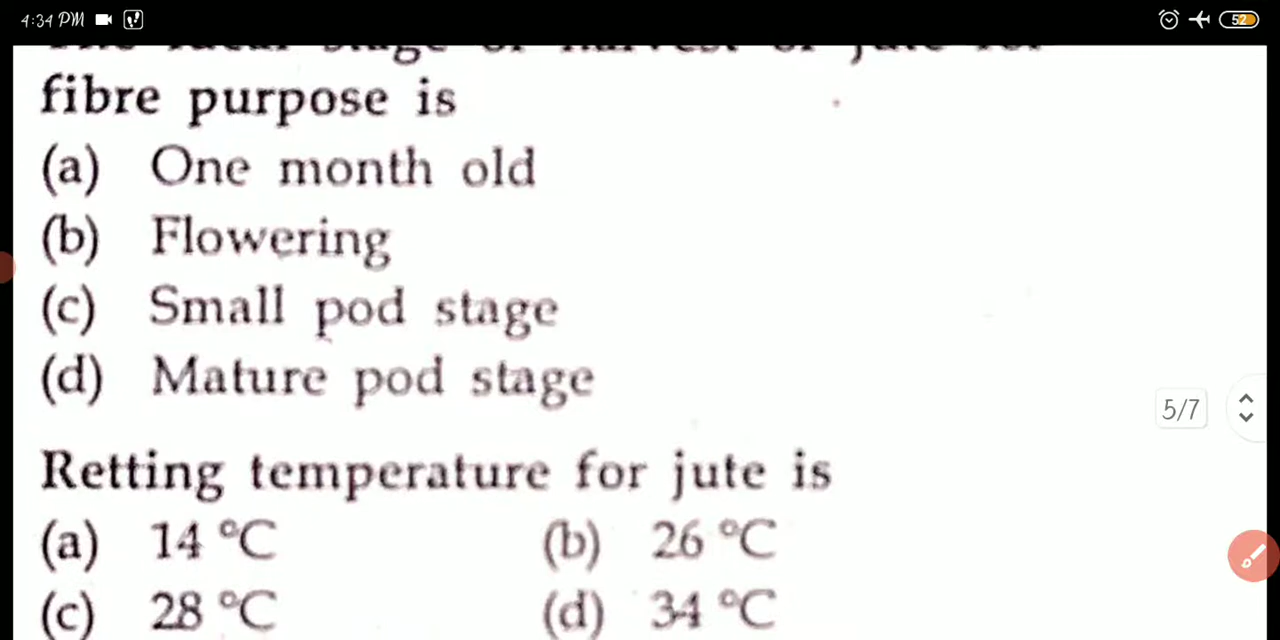 4:34 PM
52
fibre purpose is
(a) One month old
(b) Flowering
(c) Small pod stage
(d) Mature pod stage
5/7
Retting temperature for jute is
(a) 14 °C (b) 26 °C
(c) 28 °C (d) 34 °C